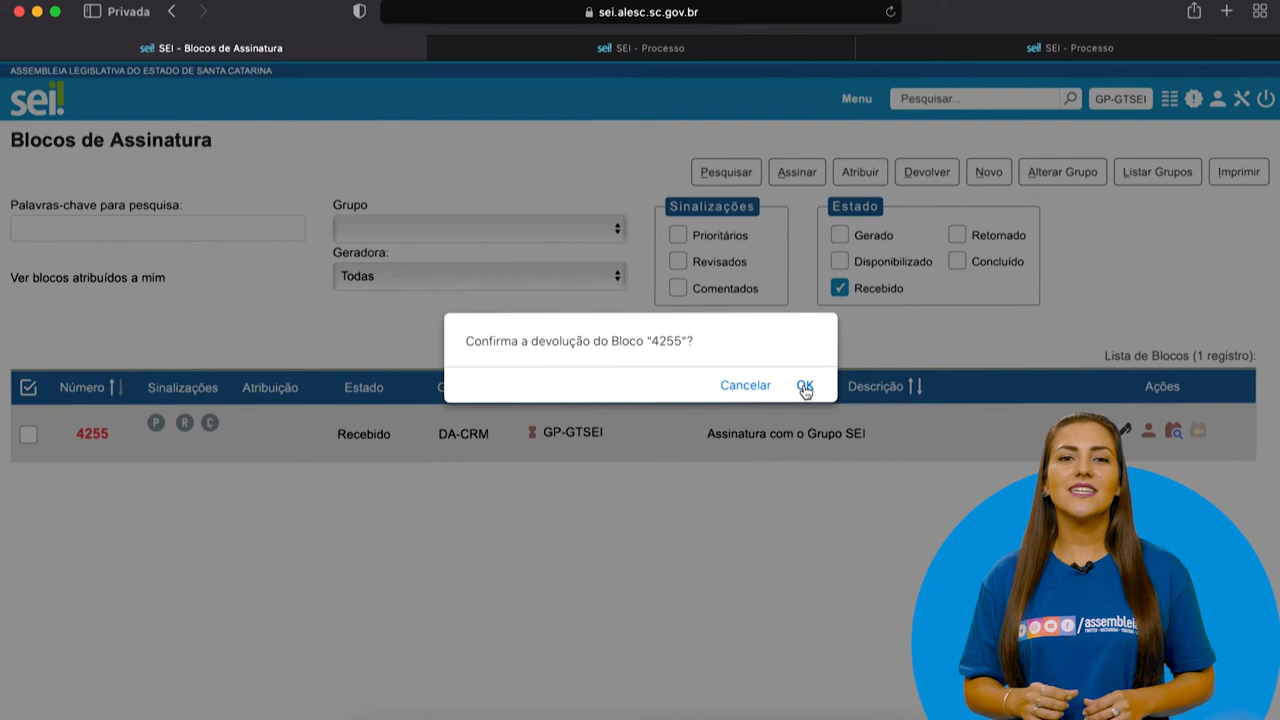 Privada
sei.alesc.sc.gov.br
sei! SEI - Blocos de Assinatura
sei! SEI - Processo
sei! SEI - Processo
ASSEMBLEIA LEGISLATIVA DO ESTADO DE SANTA CATARINA
sei!
Menu
Pesquisar...
GP-GTSEI
Blocos de Assinatura
Pesquisar
Assinar
Atribuir
Devolver
Novo
Alterar Grupo
Listar Grupos
Imprimir
Palavras-chave para pesquisa:
Ver blocos atribuídos a mim
Grupo
Geradora:
Todas
Sinalizações
Prioritários
Revisados
Comentados
Estado
Gerado
Retornado
Disponibilizado
Concluído
Recebido
Confirma a devolução do Bloco "4255"?
Cancelar
OK
Lista de Blocos (1 registro):
Número
Sinalizações
Atribuição
Estado
Descrição
Ações
4255
P R C
Recebido
DA-CRM
GP-GTSEI
Assinatura com o Grupo SEI
/assemblei